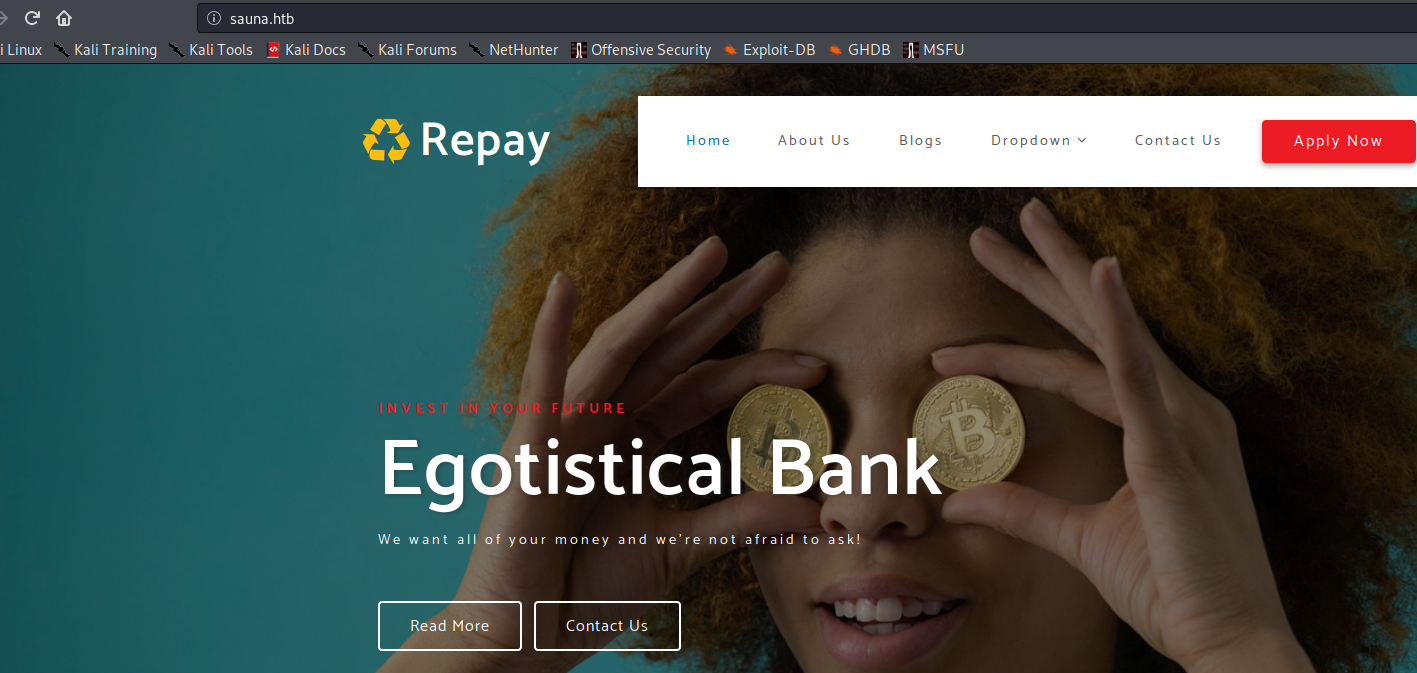 sauna.htb
i Linux Kali Training Kali Tools Kali Docs Kali Forums NetHunter Offensive Security Exploit-DB GHDB MSFU
Repay
Home About Us Blogs Dropdown Contact Us Apply Now
INVEST IN YOUR FUTURE
Egotistical Bank
We want all of your money and we're not afraid to ask!
Read More Contact Us